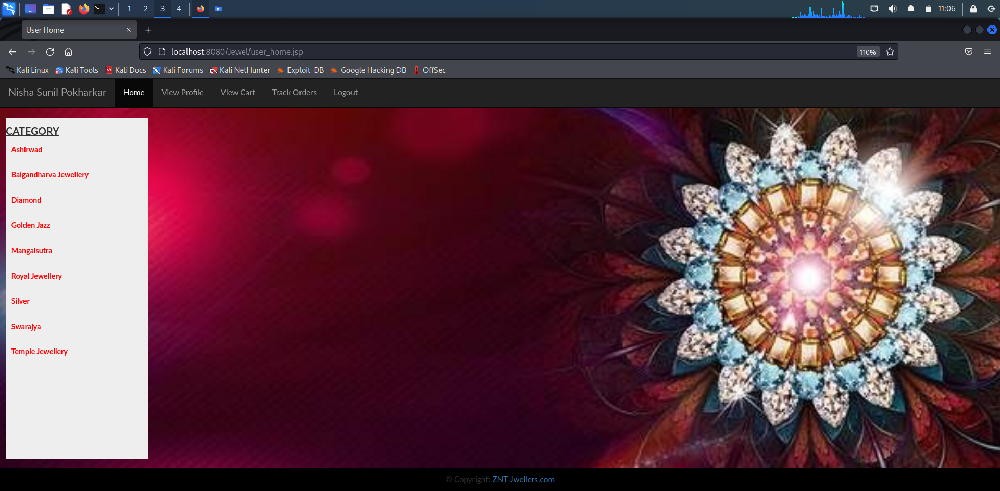 1 2 3 4 11:06
User Home
localhost:8080/Jewel/user_home.jsp 110%
Kali Linux Kali Tools Kali Docs Kali Forums Kali NetHunter Exploit-DB Google Hacking DB OffSec
Nisha Sunil Pokharkar Home View Profile View Cart Track Orders Logout
CATEGORY
Ashirwad
Balgandharva Jewellery
Diamond
Golden Jazz
Mangalsutra
Royal Jewellery
Silver
Swarajya
Temple Jewellery
© Copyright: ZNT-Jwellers.com